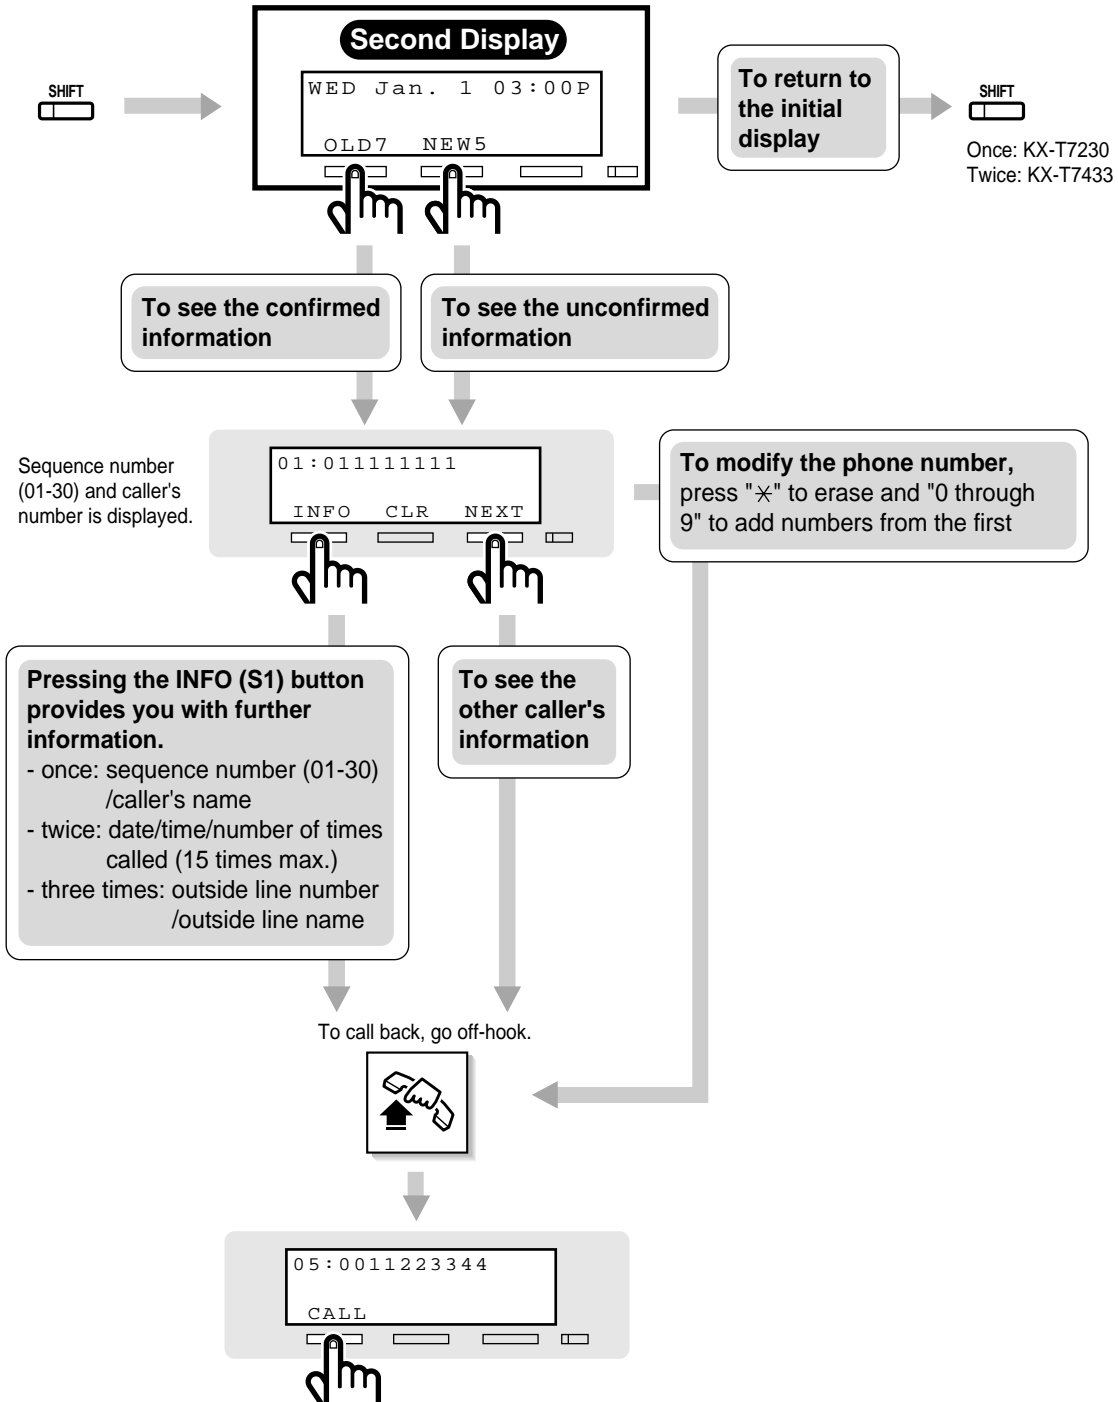 SHIFT
Second Display
WED Jan. 1 03:00P
OLD7 NEW5
To return to
the initial
display
SHIFT
Once: KX-T7230
Twice: KX-T7433
To see the confirmed
information
To see the unconfirmed
information
Sequence number
(01-30) and caller's
number is displayed.
01:011111111
INFO CLR NEXT
To modify the phone number,
press "✳" to erase and "0 through
9" to add numbers from the first
Pressing the INFO (S1) button
provides you with further
information.
- once: sequence number (01-30)
/caller's name
- twice: date/time/number of times
called (15 times max.)
- three times: outside line number
/outside line name
To see the
other caller's
information
To call back, go off-hook.
05:0011223344
CALL